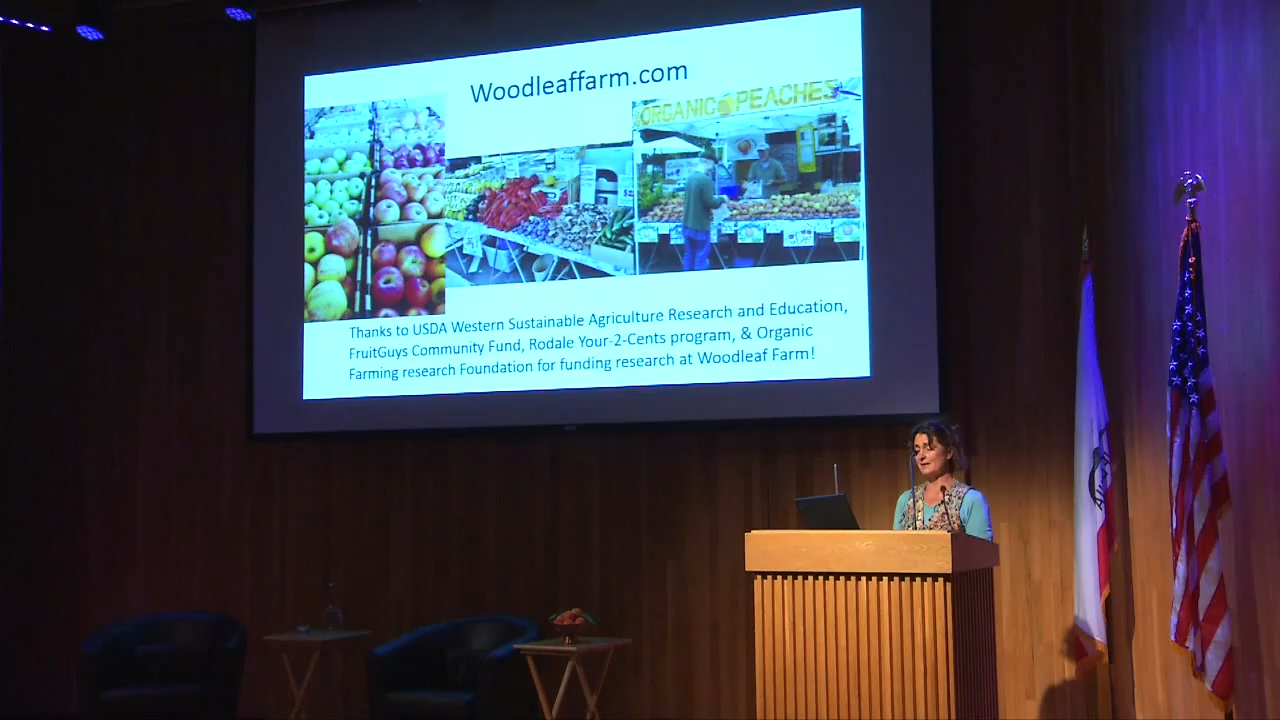 Woodleaffarm.com
ORGANIC PEACHES
Thanks to USDA Western Sustainable Agriculture Research and Education,
FruitGuys Community Fund, Rodale Your-2-Cents program, & Organic
Farming research Foundation for funding research at Woodleaf Farm!